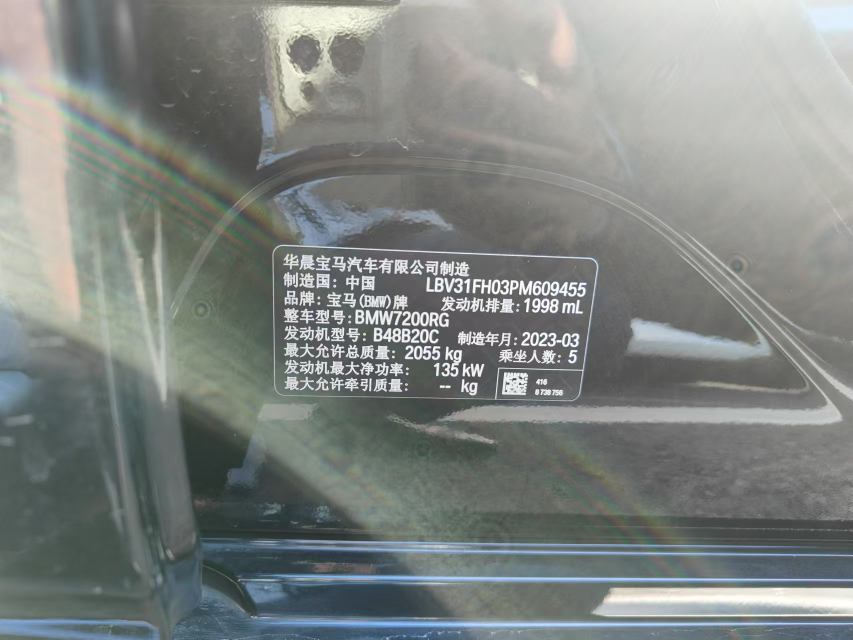 华晨宝马汽车有限公司制造
制造国：中国 LBV31FH03PM609455
品牌：宝马(BMW)牌 发动机排量：1998 mL
整车型号：BMW7200RG
发动机型号：B48B20C 制造年月：2023-03
最大允许总质量：2055 kg 乘坐人数：5
发动机最大净功率：135 kW
最大允许牵引质量：-- kg
416
8 738 756